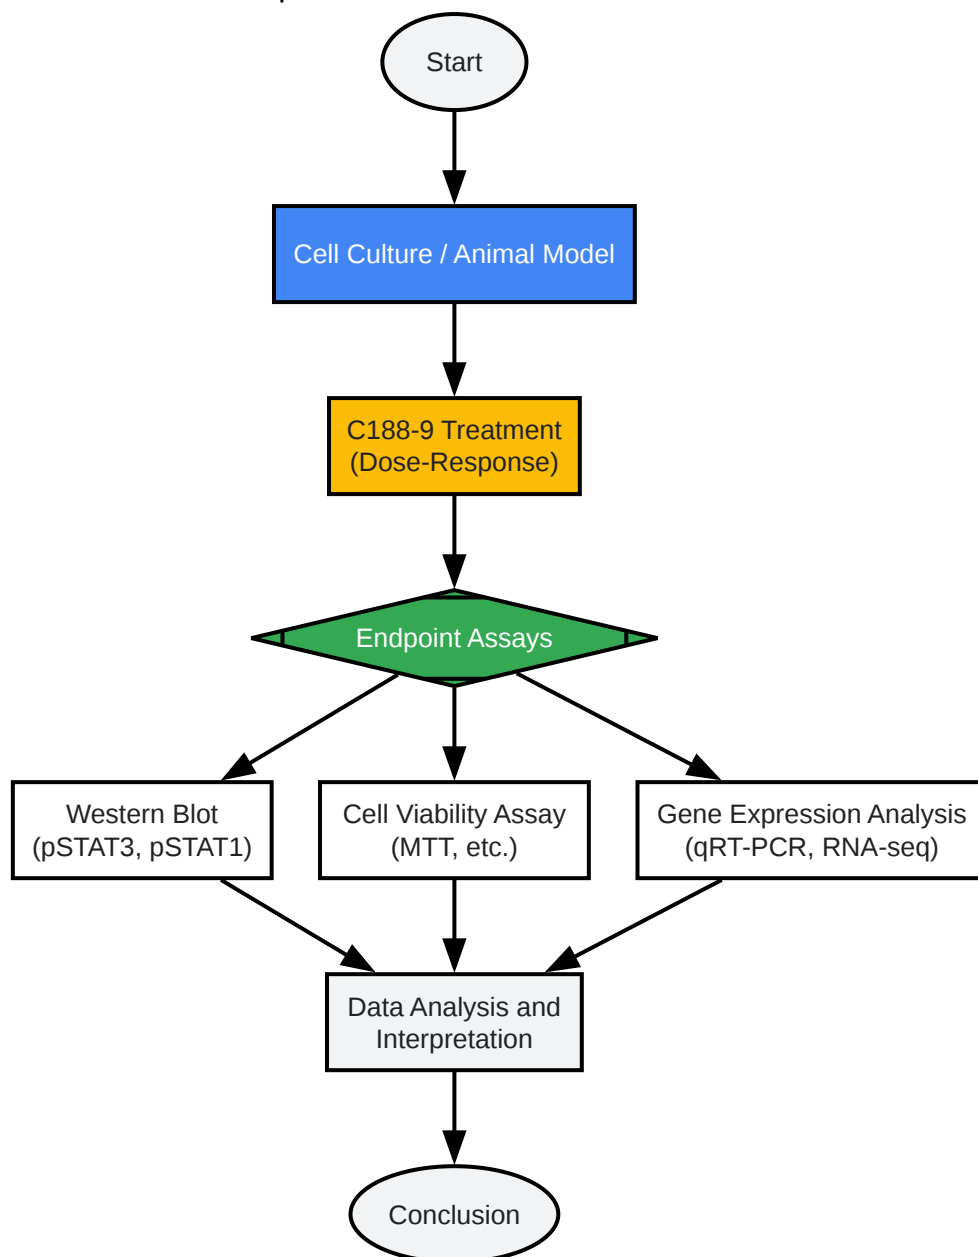 Start
Cell Culture / Animal Model
C188-9 Treatment
(Dose-Response)
Endpoint Assays
Western Blot
(pSTAT3, pSTAT1)
Cell Viability Assay
(MTT, etc.)
Gene Expression Analysis
(qRT-PCR, RNA-seq)
Data Analysis and
Interpretation
Conclusion